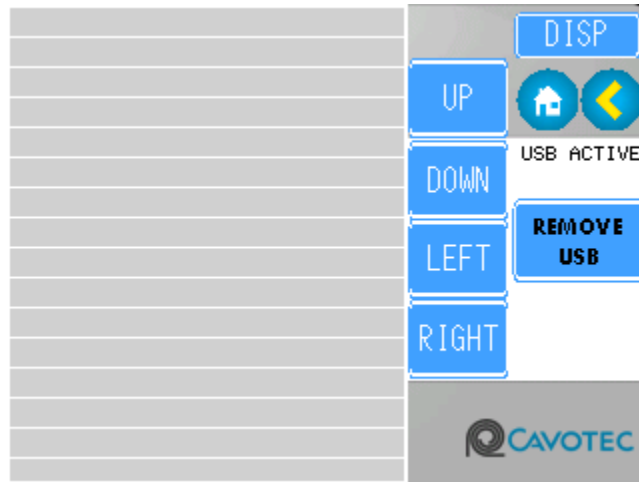 DISP
UP
USB ACTIVE
DOWN
REMOVE
USB
LEFT
RIGHT
CAVOTEC